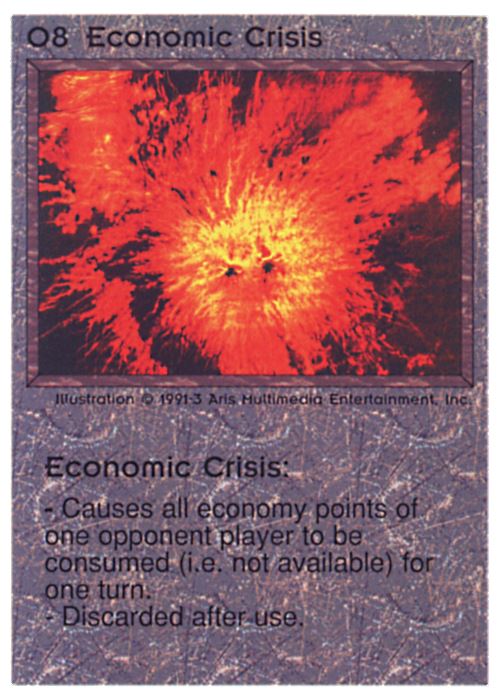 O8 Economic Crisis
Illustration © 1991-3 Aris Multimedia Entertainment, Inc.
Economic Crisis:
- Causes all economy points of
one opponent player to be
consumed (i.e. not available) for
one turn.
- Discarded after use.